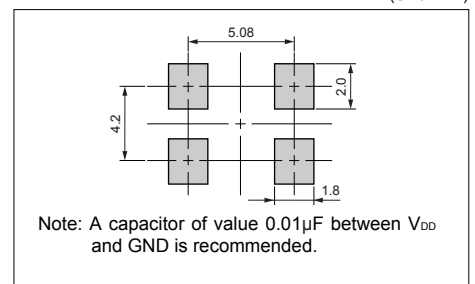 5.08
2.0
4.2
1.8
Note: A capacitor of value 0.01µF between VDD
and GND is recommended.